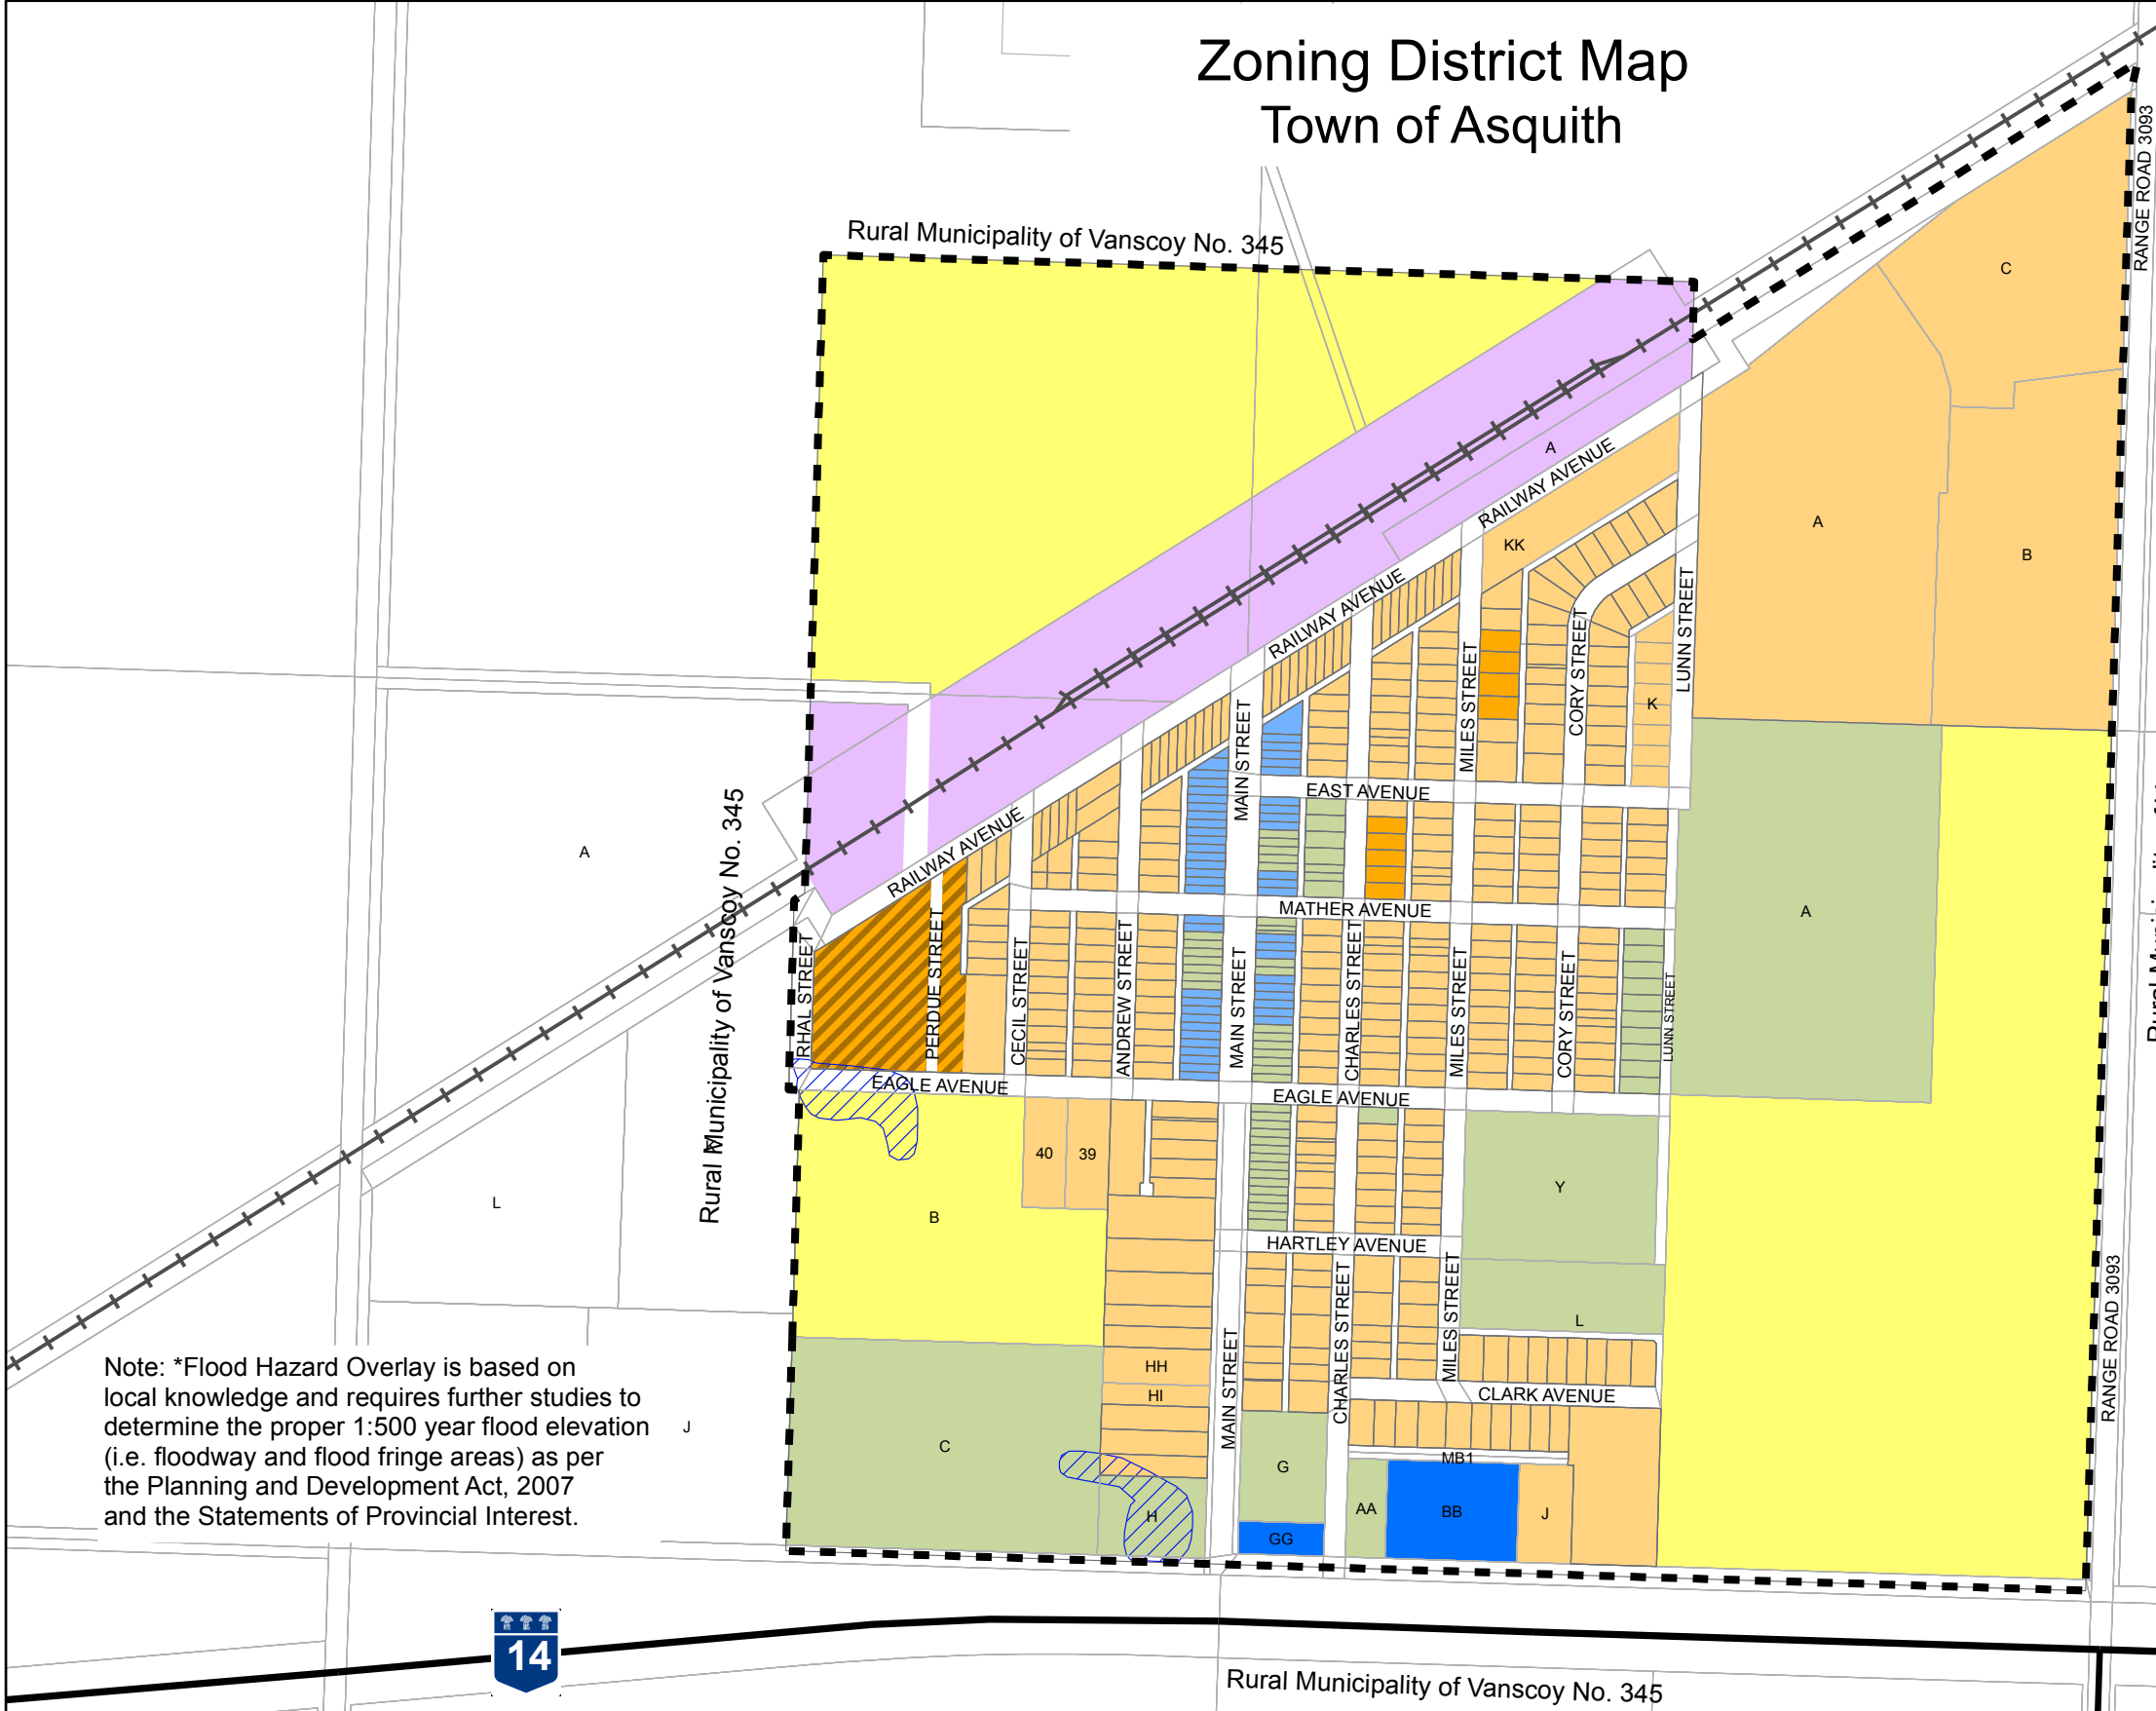 Zoning District Map
Town of Asquith
RANGE ROAD 3093
Rural Municipality of Vanscoy No. 345
C
A
RAILWAY AVENUE
A
KK
B
RAILWAY AVENUE
LUNN STREET
CORY STREET
MILES STREET
K
MAIN STREET
EAST AVENUE
RAILWAY AVENUE
A
Rural Municipality of Vanscoy No. 345
MATHER AVENUE
A
RHAL STREET
PERDUE STREET
CECIL STREET
ANDREW STREET
MAIN STREET
CHARLES STREET
MILES STREET
CORY STREET
LUNN STREET
EAGLE AVENUE
EAGLE AVENUE
40
39
Y
L
B
HARTLEY AVENUE
L
MAIN STREET
CHARLES STREET
MILES STREET
RANGE ROAD 3093
HH
HI
CLARK AVENUE
Note: *Flood Hazard Overlay is based on
local knowledge and requires further studies to
determine the proper 1:500 year flood elevation
(i.e. floodway and flood fringe areas) as per
the Planning and Development Act, 2007
and the Statements of Provincial Interest.
J
C
G
MB1
H
AA
BB
J
GG
14
Rural Municipality of Vanscoy No. 345